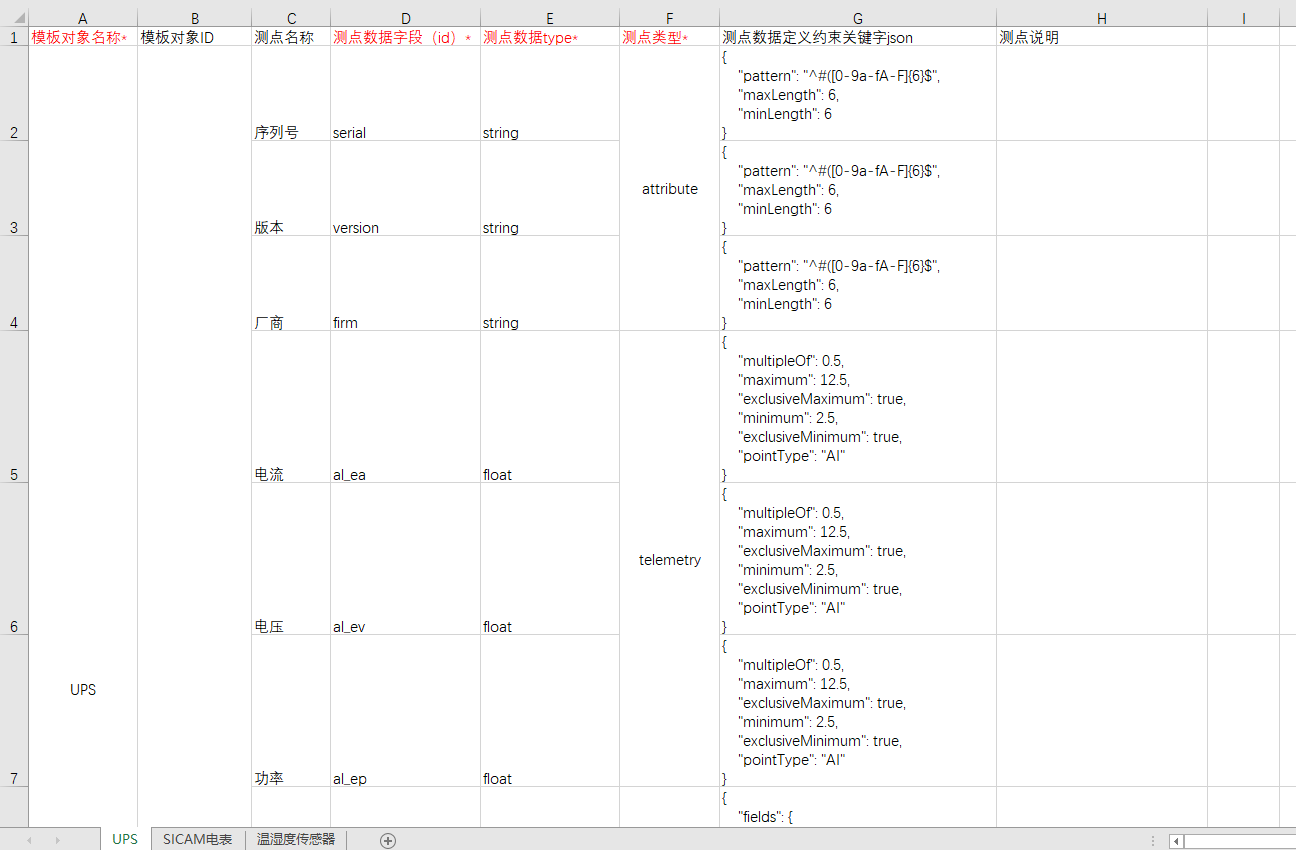 A B C D E F G H I
1 模板对象名称* 模板对象ID 测点名称 测点数据字段（id）* 测点数据type* 测点类型* 测点数据定义约束关键字json 测点说明
{
"pattern": "^#([0-9a-fA-F]{6}$",
"maxLength": 6,
"minLength": 6
2 序列号 serial string }
{
"pattern": "^#([0-9a-fA-F]{6}$",
attribute "maxLength": 6,
"minLength": 6
3 版本 version string }
{
"pattern": "^#([0-9a-fA-F]{6}$",
"maxLength": 6,
"minLength": 6
4 厂商 firm string }
{
"multipleOf": 0.5,
"maximum": 12.5,
"exclusiveMaximum": true,
"minimum": 2.5,
"exclusiveMinimum": true,
"pointType": "AI"
5 电流 al_ea float }
{
"multipleOf": 0.5,
"maximum": 12.5,
telemetry "exclusiveMaximum": true,
"minimum": 2.5,
"exclusiveMinimum": true,
"pointType": "AI"
6 电压 al_ev float }
{
"multipleOf": 0.5,
UPS "maximum": 12.5,
"exclusiveMaximum": true,
"minimum": 2.5,
"exclusiveMinimum": true,
"pointType": "AI"
7 功率 al_ep float }
{
"fields": {
UPS SICAM电表 温湿度传感器